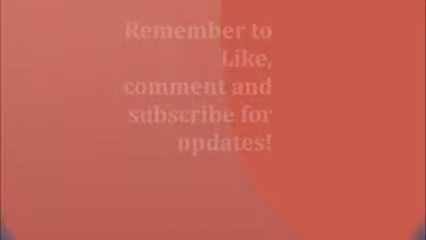 Remember to
Like,
comment and
subscribe for
updates!